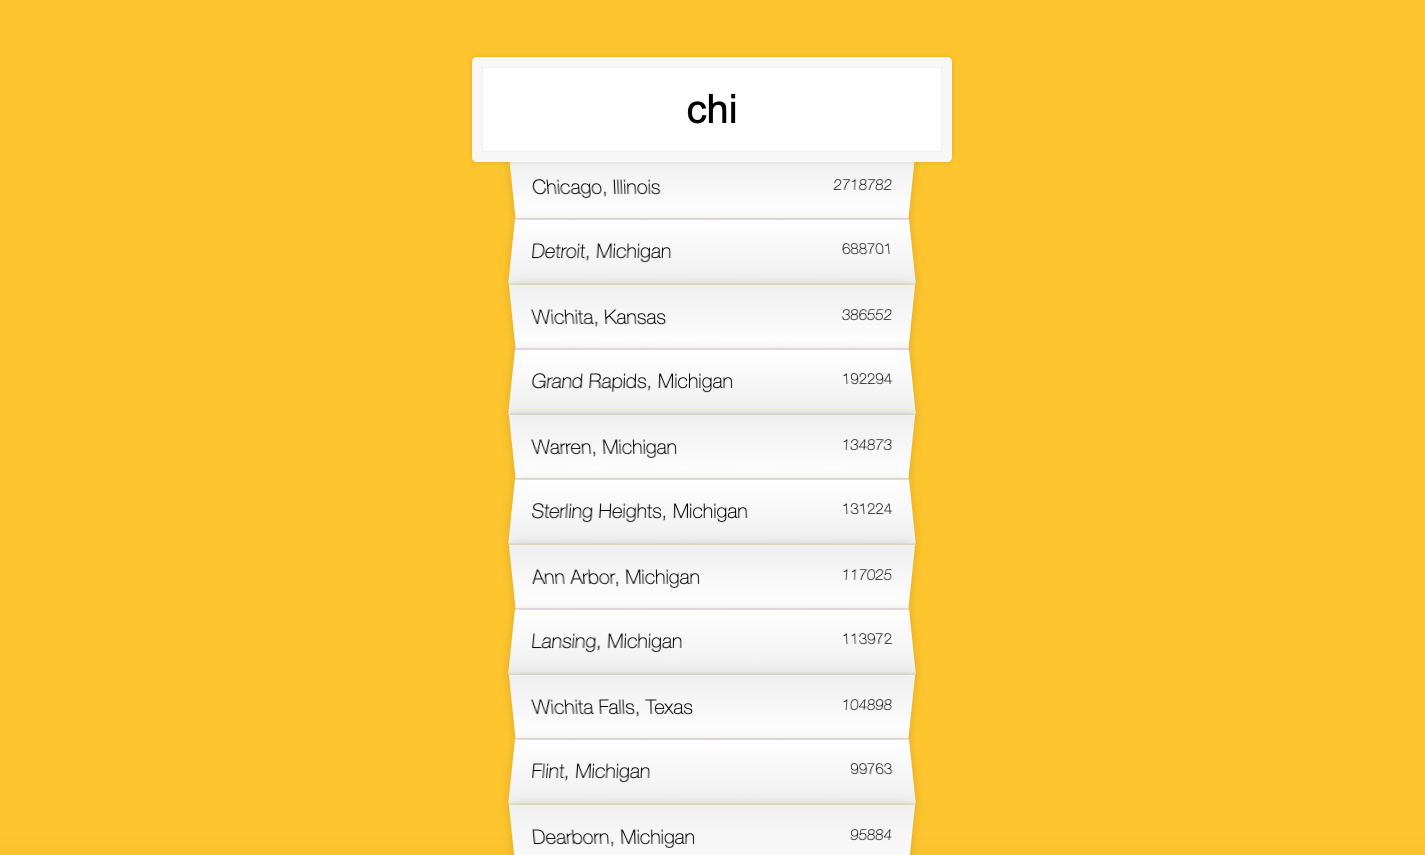 chi
Chicago, Illinois 2718782
Detroit, Michigan 688701
Wichita, Kansas 386552
Grand Rapids, Michigan 192294
Warren, Michigan 134873
Sterling Heights, Michigan 131224
Ann Arbor, Michigan 117025
Lansing, Michigan 113972
Wichita Falls, Texas 104898
Flint, Michigan 99763
Dearborn, Michigan 95884